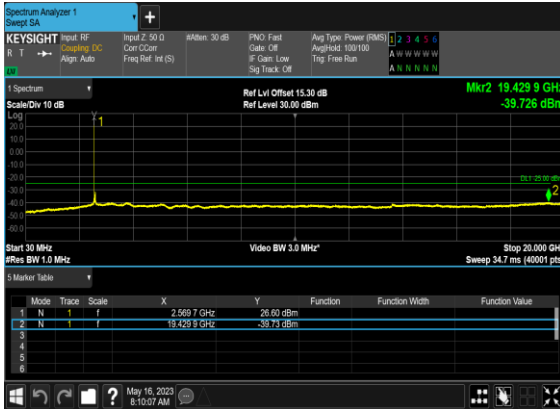 Spectrum Analyzer 1
Swept SA
+
KEYSIGHT Input: RF Input Z: 50 Ω #Atten: 30 dB PNO: Fast Avg Type: Power (RMS) 1 2 3 4 5 6
R T Coupling: DC Corr CCorr Gate: Off Avg|Hold: 100/100 A W W W W W
Align: Auto Freq Ref: Int (S) IF Gain: Low Trig: Free Run
Sig Track: Off A N N N N N
1 Spectrum
Ref Lvl Offset 15.30 dB Mkr2 19.429 9 GHz
Scale/Div 10 dB Ref Level 30.00 dBm -39.726 dBm
Log
1
20.0
10.0
0.00
-10.0
-20.0
DL1 -25.00 dBm
-30.0
2
-40.0
-50.0
-60.0
Start 30 MHz Video BW 3.0 MHz* Stop 20.000 GHz
#Res BW 1.0 MHz Sweep 34.7 ms (40001 pts)
5 Marker Table
Mode Trace Scale X Y Function Function Width Function Value
1 N 1 f 2.569 7 GHz 26.60 dBm
2 N 1 f 19.429 9 GHz -39.73 dBm
3
4
5
6
? May 16, 2023
8:10:07 AM